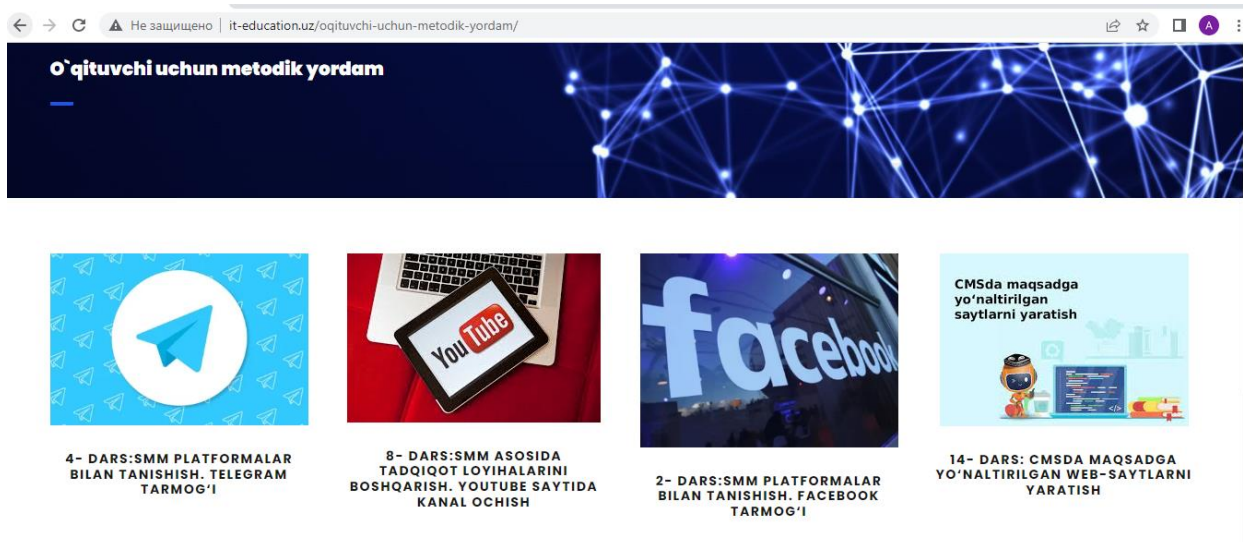 Не защищено | it-education.uz/oqituvchi-uchun-metodik-yordam/
A
O`qituvchi uchun metodik yordam
You Tube
facebook
CMSda maqsadga
yo‘naltirilgan
saytlarni yaratish
</>
4- DARS:SMM PLATFORMALAR
BILAN TANISHISH. TELEGRAM
TARMOG‘I
8- DARS:SMM ASOSIDA
TADQIQOT LOYIHALARINI
BOSHQARISH. YOUTUBE SAYTIDA
KANAL OCHISH
2- DARS:SMM PLATFORMALAR
BILAN TANISHISH. FACEBOOK
TARMOG‘I
14- DARS: CMSDA MAQSADGA
YO‘NALTIRILGAN WEB-SAYTLARNI
YARATISH